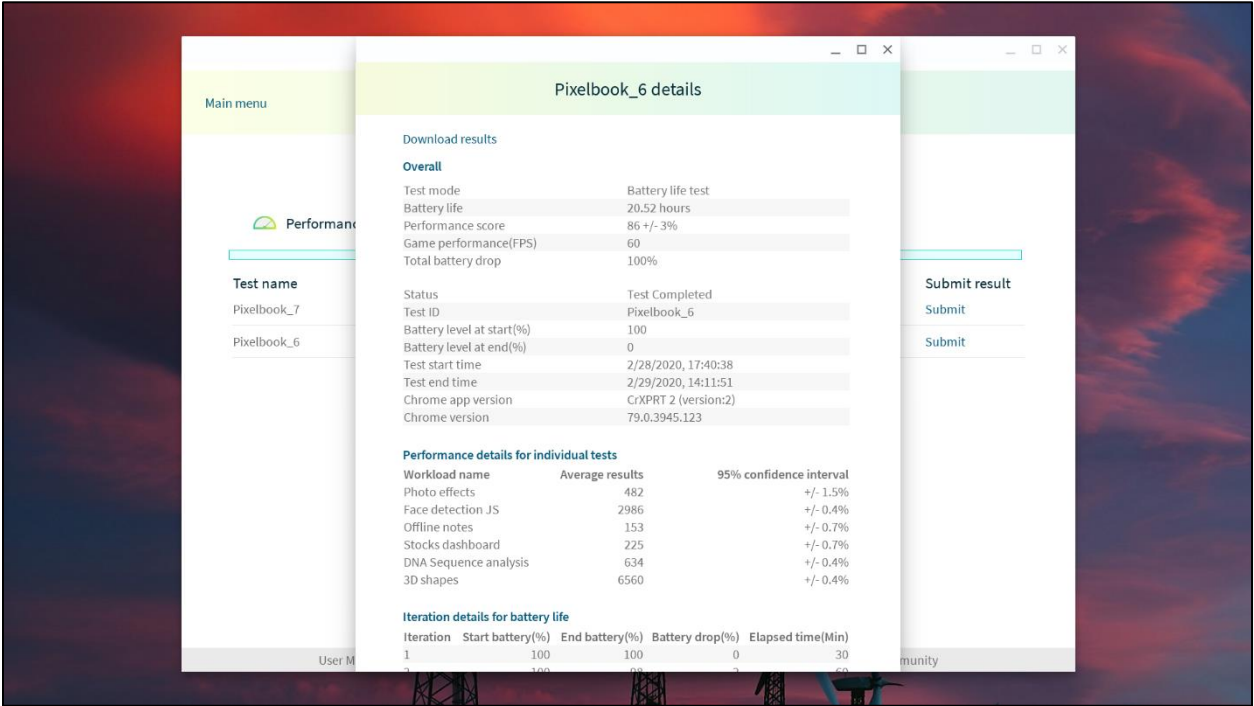 Pixelbook_6 details
Main menu
Download results
Overall
Test mode Battery life test
Battery life 20.52 hours
Performance score 86 +/- 3%
Game performance(FPS) 60
Total battery drop 100%
Status Test Completed
Test ID Pixelbook_6
Battery level at start(%) 100
Battery level at end(%) 0
Test start time 2/28/2020, 17:40:38
Test end time 2/29/2020, 14:11:51
Chrome app version CrXPRT 2 (version:2)
Chrome version 79.0.3945.123
Performance details for individual tests
Workload name Average results 95% confidence interval
Photo effects 482 +/- 1.5%
Face detection JS 2986 +/- 0.4%
Offline notes 153 +/- 0.7%
Stocks dashboard 225 +/- 0.7%
DNA Sequence analysis 634 +/- 0.4%
3D shapes 6560 +/- 0.4%
Iteration details for battery life
Iteration Start battery(%) End battery(%) Battery drop(%) Elapsed time(Min)
1 100 100 0 30
Performanc
Test name Submit result
Pixelbook_7 Submit
Pixelbook_6 Submit
User M
munity